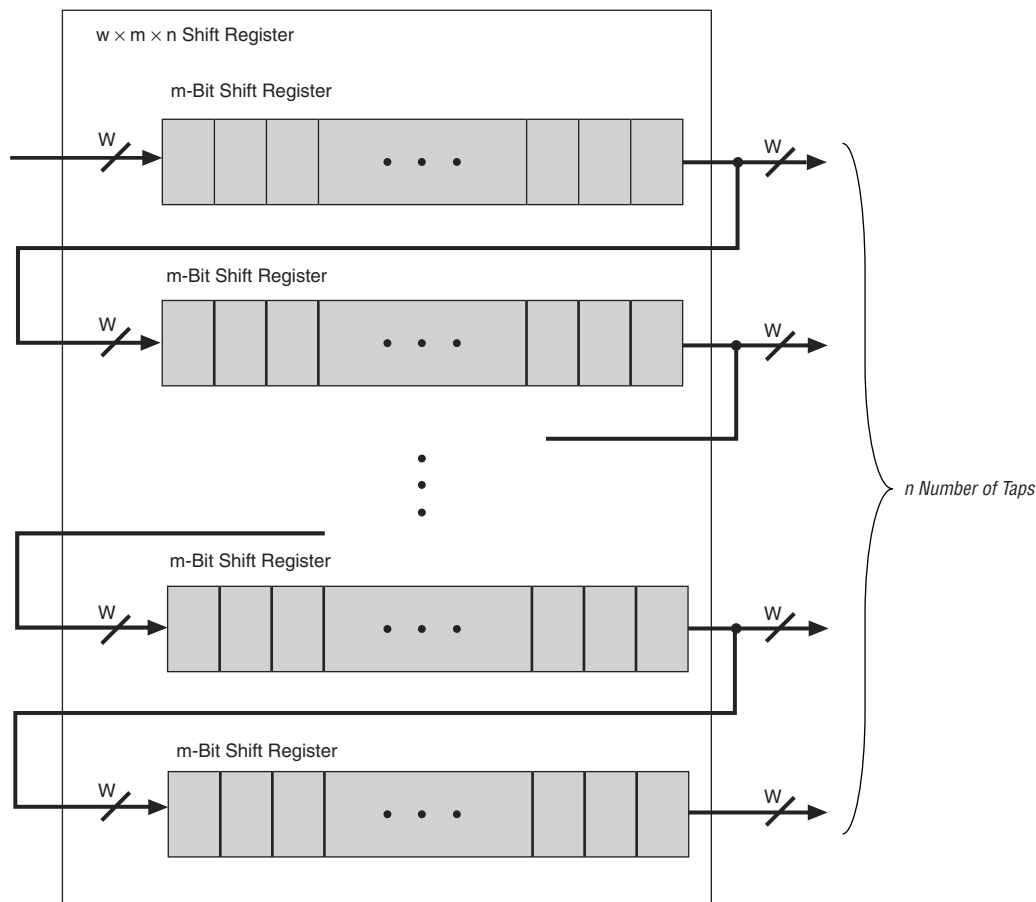 w × m × n Shift Register
m-Bit Shift Register
W
W
m-Bit Shift Register
W
W
n Number of Taps
m-Bit Shift Register
W
W
m-Bit Shift Register
W
W